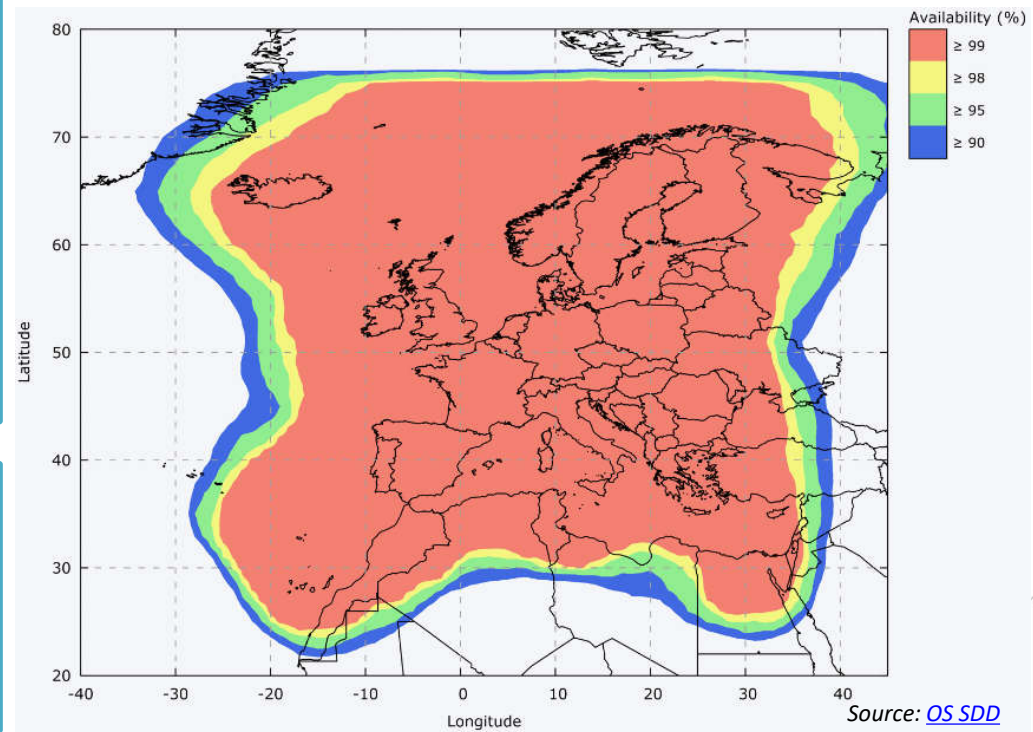 Availability (%)
≥ 99
≥ 98
≥ 95
≥ 90
80
70
60
50
40
30
20
Latitude
-40 -30 -20 -10 0 10 20 30 40
Longitude
Source: OS SDD